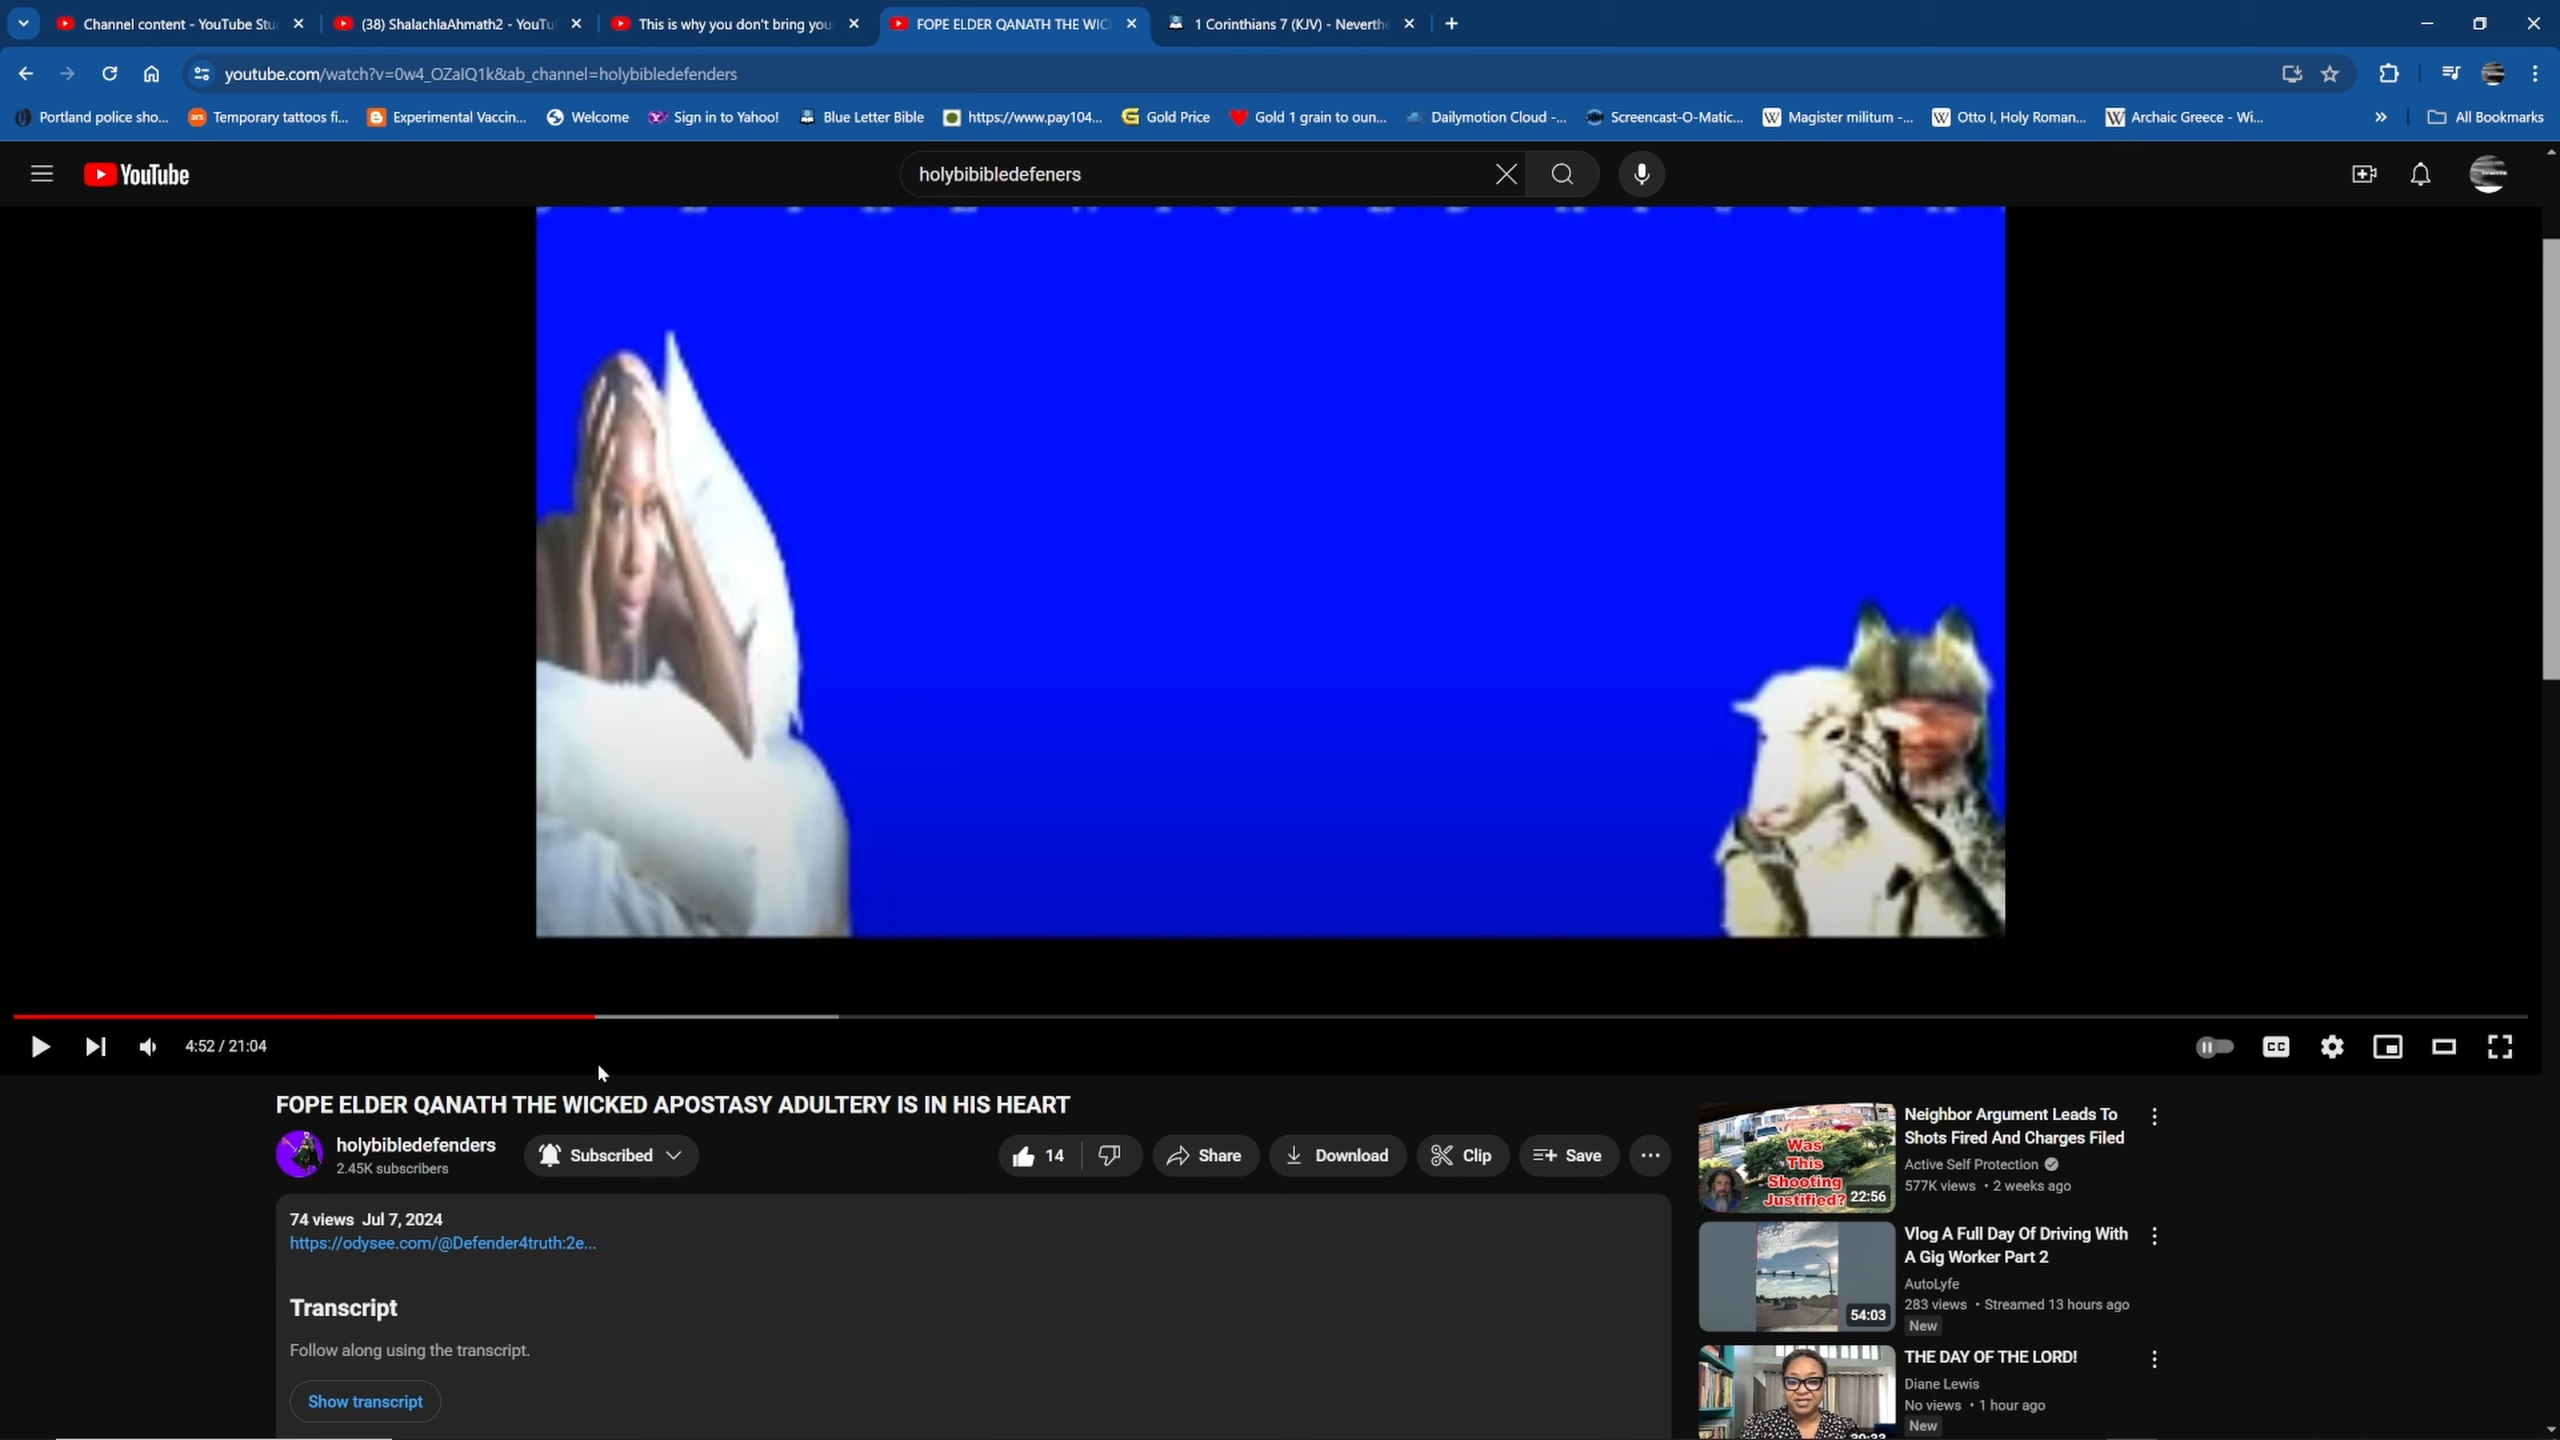 Channel content - YouTube Stu
(38) ShalachlaAhmath2 - YouTu
This is why you don't bring you
FOPE ELDER QANATH THE WIC
1 Corinthians 7 (KJV) - Neverthe
youtube.com/watch?v=0w4_OZaIQ1k&ab_channel=holybibledefenders
Portland police sho...
Temporary tattoos fi...
Experimental Vaccin...
Welcome
Sign in to Yahoo!
Blue Letter Bible
https://www.pay104...
Gold Price
Gold 1 grain to oun...
Dailymotion Cloud -...
Screencast-O-Matic...
Magister militum -...
Otto I, Holy Roman...
Archaic Greece - Wi...
All Bookmarks
YouTube
holybibibledefeners
4:52 / 21:04
CC
FOPE ELDER QANATH THE WICKED APOSTASY ADULTERY IS IN HIS HEART
holybibledefenders
2.45K subscribers
Subscribed
14
Share
Download
Clip
Save
74 views Jul 7, 2024
https://odysee.com/@Defender4truth:2e...
Transcript
Follow along using the transcript.
Show transcript
Was
This
Shooting
Justified?
22:56
Neighbor Argument Leads To
Shots Fired And Charges Filed
Active Self Protection
577K views • 2 weeks ago
54:03
Vlog A Full Day Of Driving With
A Gig Worker Part 2
AutoLyfe
283 views • Streamed 13 hours ago
New
THE DAY OF THE LORD!
Diane Lewis
No views • 1 hour ago
New